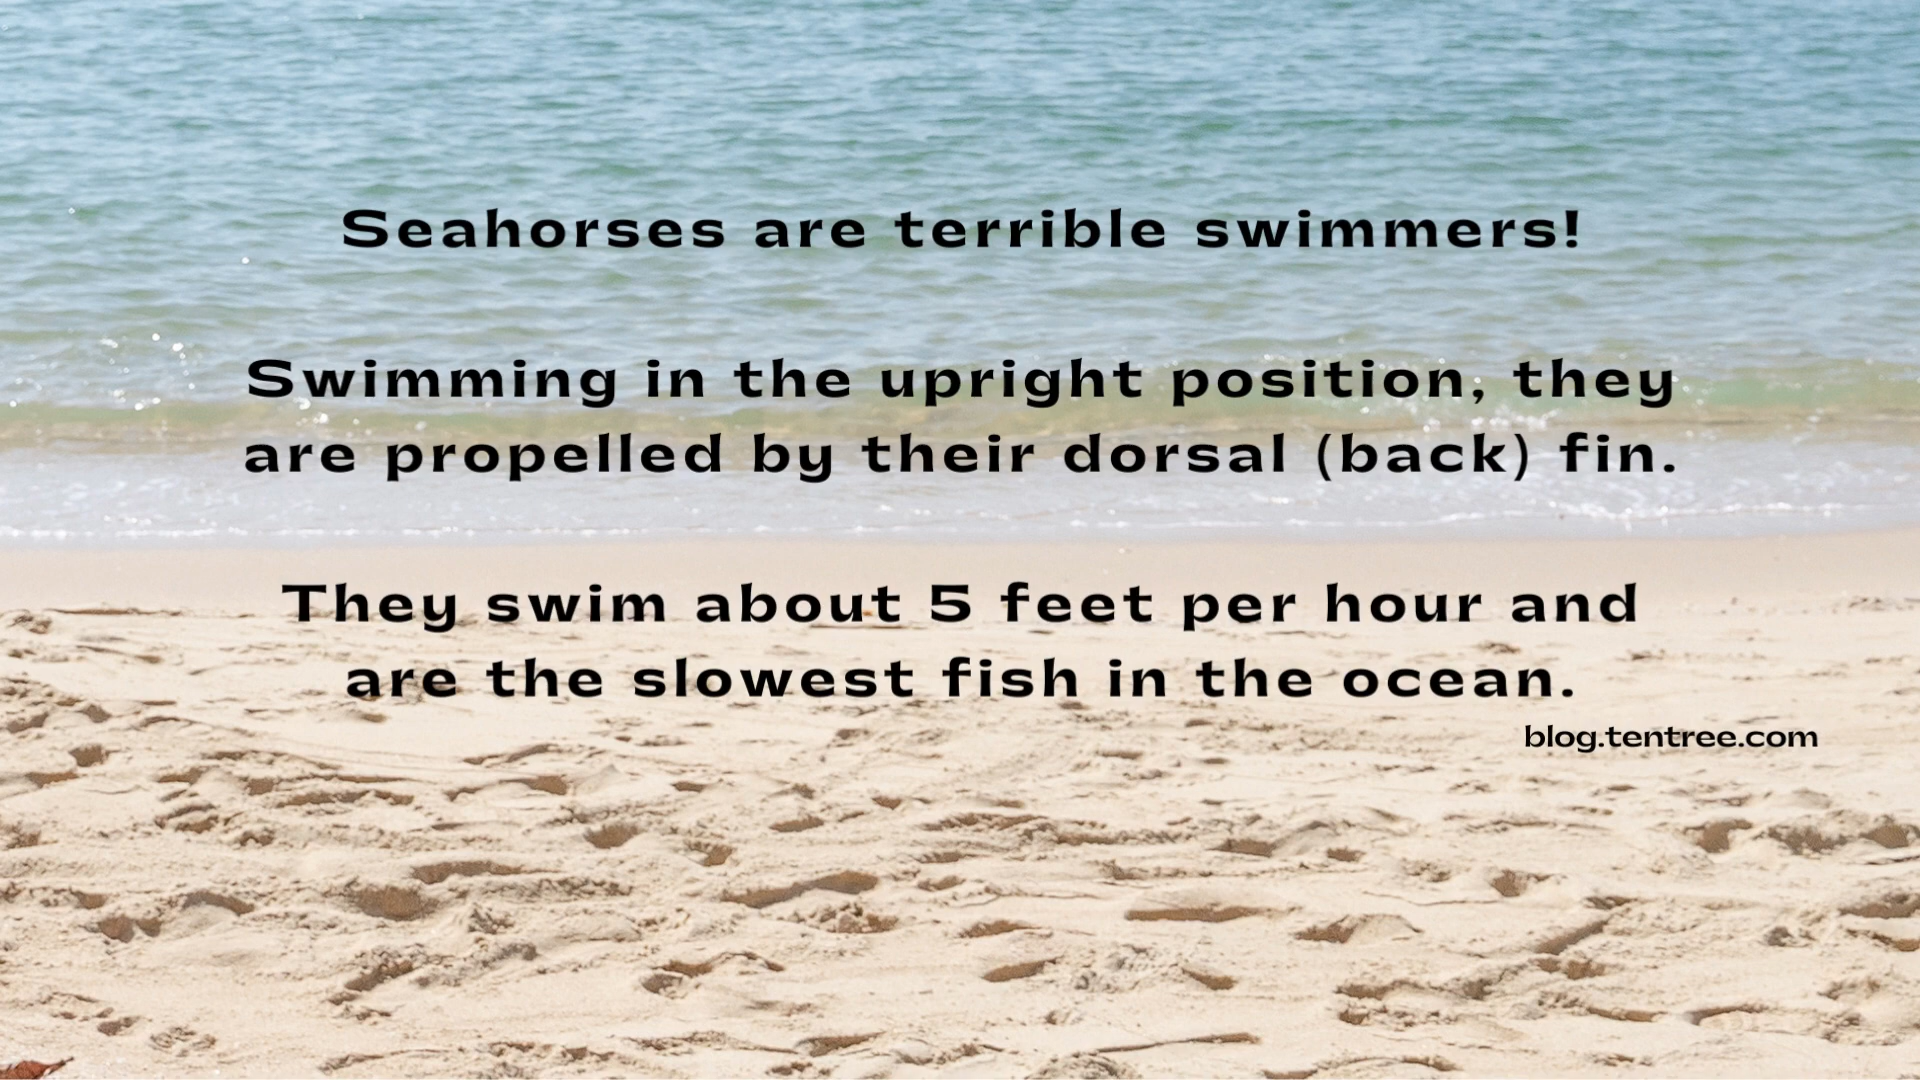 Seahorses are terrible swimmers!
Swimming in the upright position, they
are propelled by their dorsal (back) fin.
They swim about 5 feet per hour and
are the slowest fish in the ocean.
blog.tentree.com